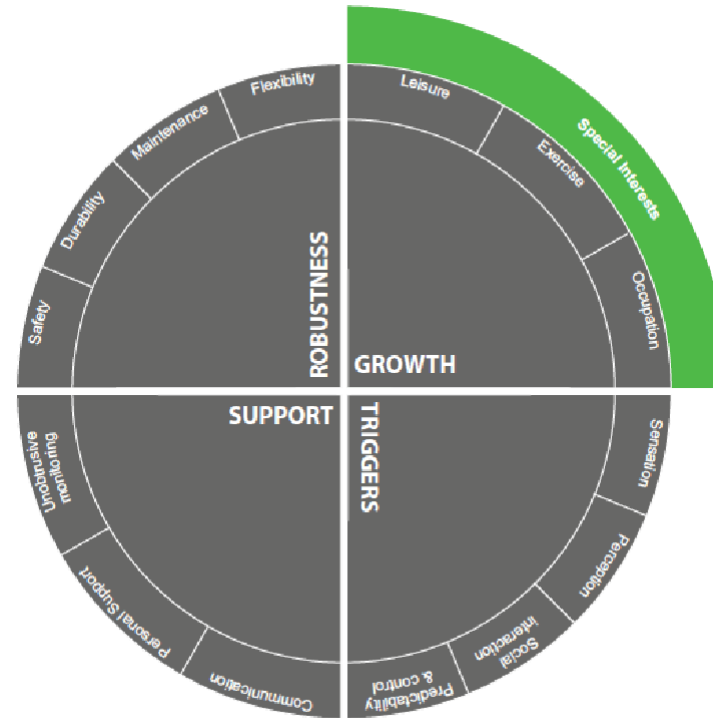 Flexibility
Maintenance
Durability
Safety
ROBUSTNESS
Leisure
Exercise
Occupation
Special Interests
GROWTH
SUPPORT
Unobtrusive
monitoring
Personal Support
Communication
TRIGGERS
Sensation
Perception
Social
interaction
Predictability
& control